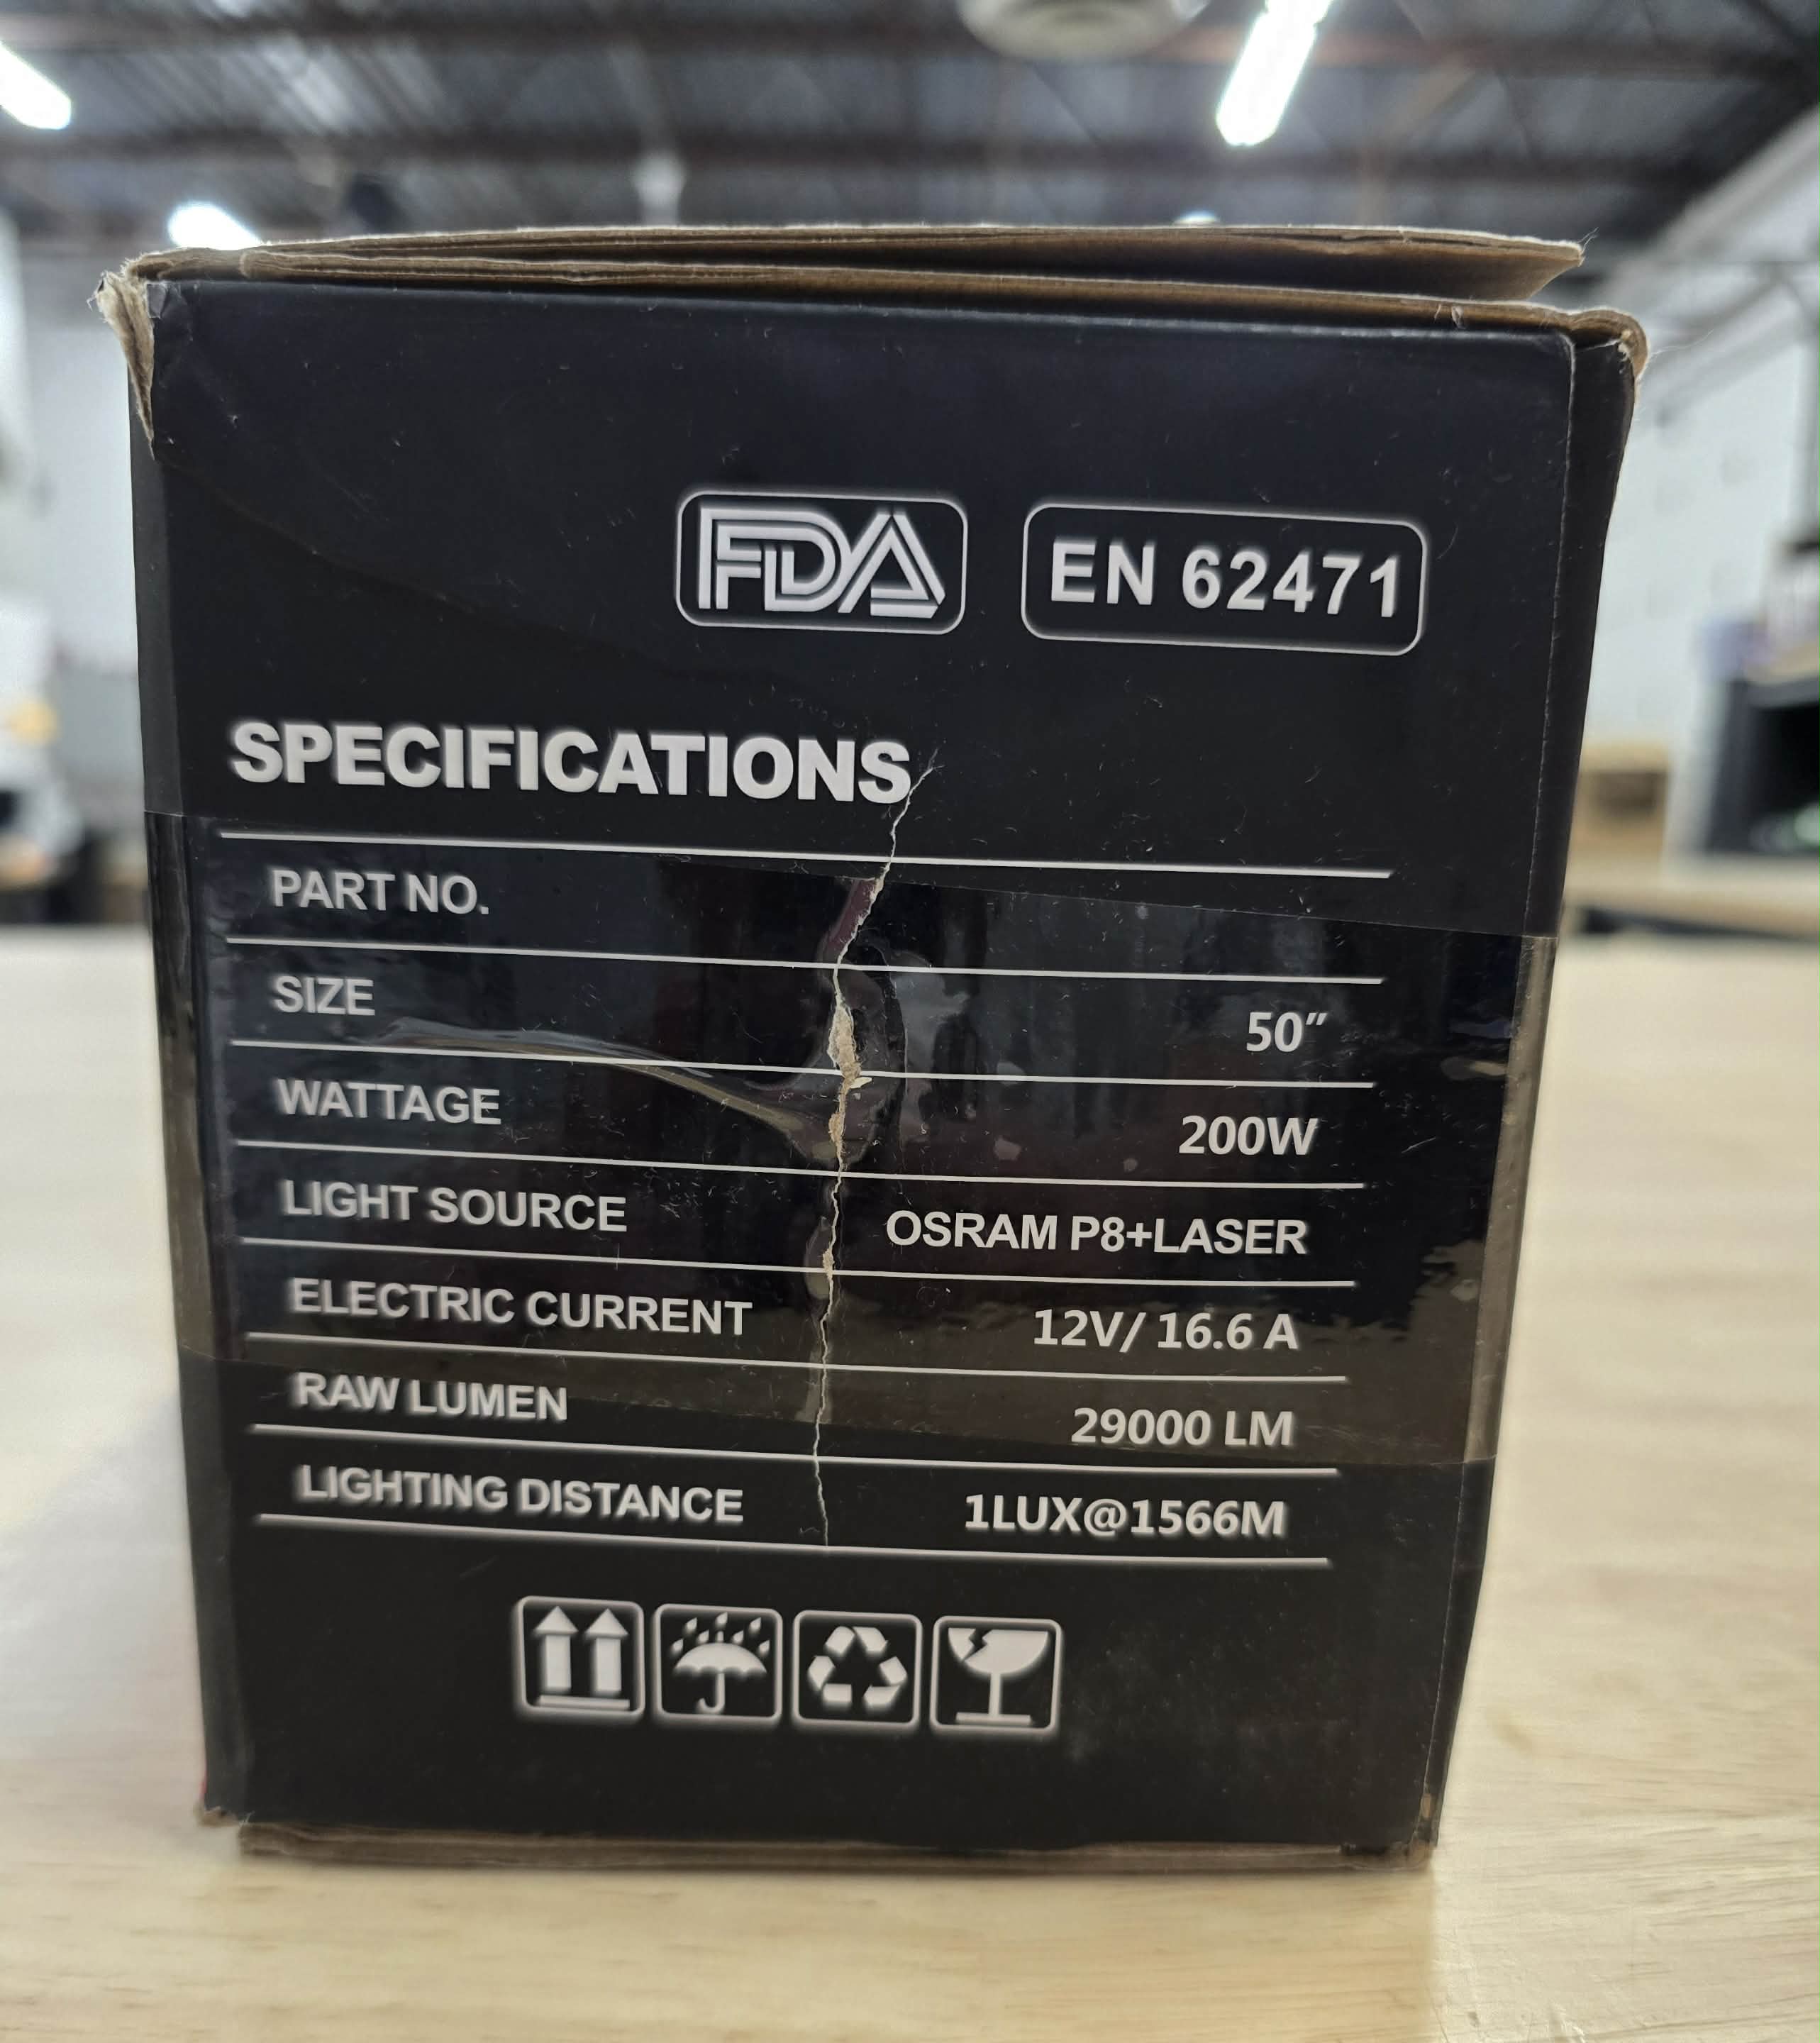 FDA EN 62471
SPECIFICATIONS
PART NO.
SIZE 50″
WATTAGE 200W
LIGHT SOURCE OSRAM P8+LASER
ELECTRIC CURRENT 12V/ 16.6 A
RAW LUMEN 29000 LM
LIGHTING DISTANCE 1LUX@1566M